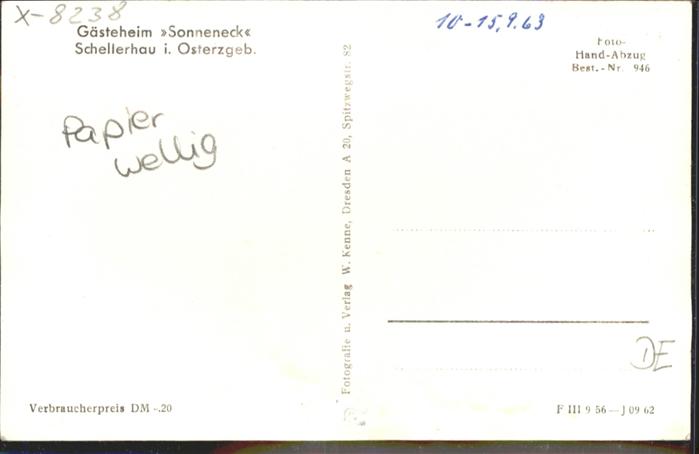 X-8238
Gästeheim »Sonneneck«
Schellerhau i. Osterzgeb.
10-15.9.63
Foto-
Hand-Abzug
Best.-Nr. 946
Papier
wellig
Fotografie u. Verlag W. Kenne, Dresden A 20, Spitzwegstr. 82
DE
Verbraucherpreis DM -.20
F III 9 56—J 09 62